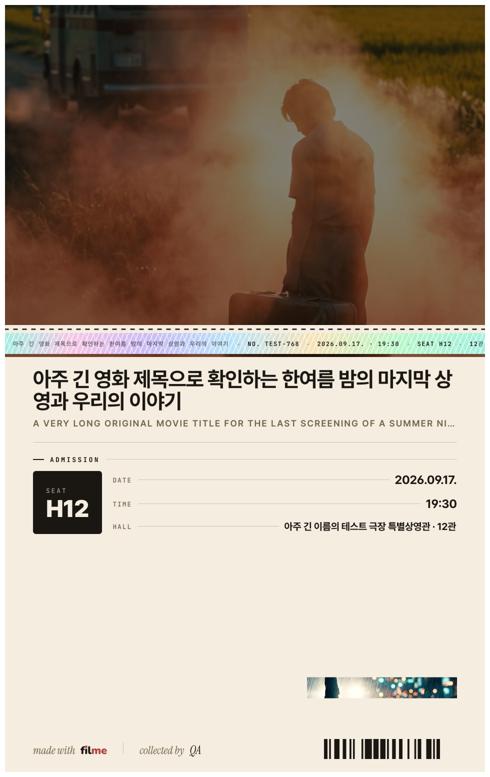 아주 긴 영화 제목으로 확인하는 한여름 밤의 마지막 상영과 우리의 이야기 NO. TEST-768 · 2026.09.17. · 19:30 SEAT H12 12관
아주 긴 영화 제목으로 확인하는 한여름 밤의 마지막 상
영과 우리의 이야기
A VERY LONG ORIGINAL MOVIE TITLE FOR THE LAST SCREENING OF A SUMMER NI…
ADMISSION
SEAT
H12
DATE 2026.09.17.
TIME 19:30
HALL 아주 긴 이름의 테스트 극장 특별상영관 · 12관
made with filme collected by QA